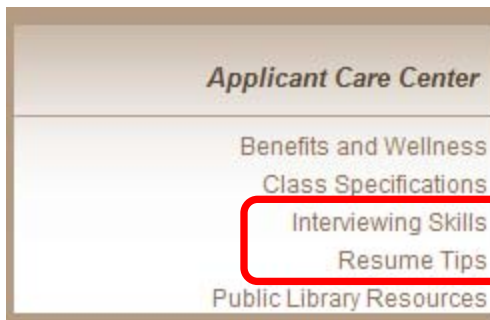 Applicant Care Center
Benefits and Wellness
Class Specifications
Interviewing Skills
Resume Tips
Public Library Resources